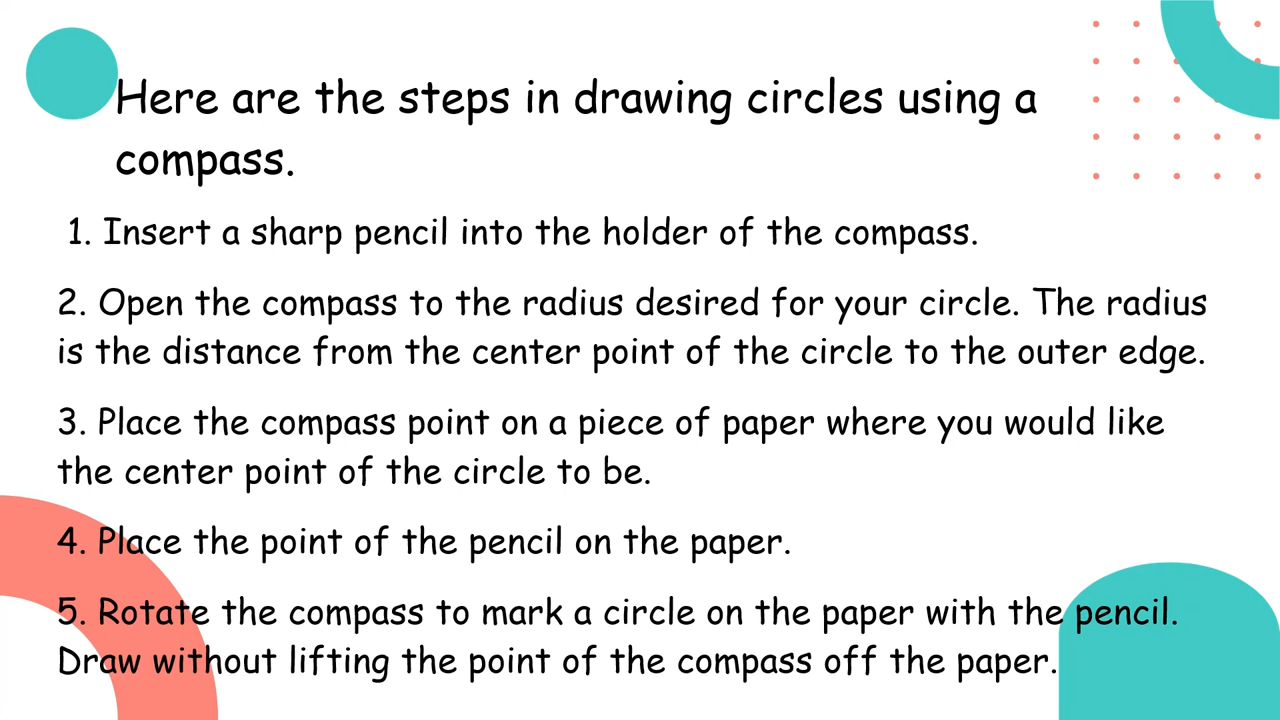 Here are the steps in drawing circles using a
compass.
1. Insert a sharp pencil into the holder of the compass.
2. Open the compass to the radius desired for your circle. The radius
is the distance from the center point of the circle to the outer edge.
3. Place the compass point on a piece of paper where you would like
the center point of the circle to be.
4. Place the point of the pencil on the paper.
5. Rotate the compass to mark a circle on the paper with the pencil.
Draw without lifting the point of the compass off the paper.